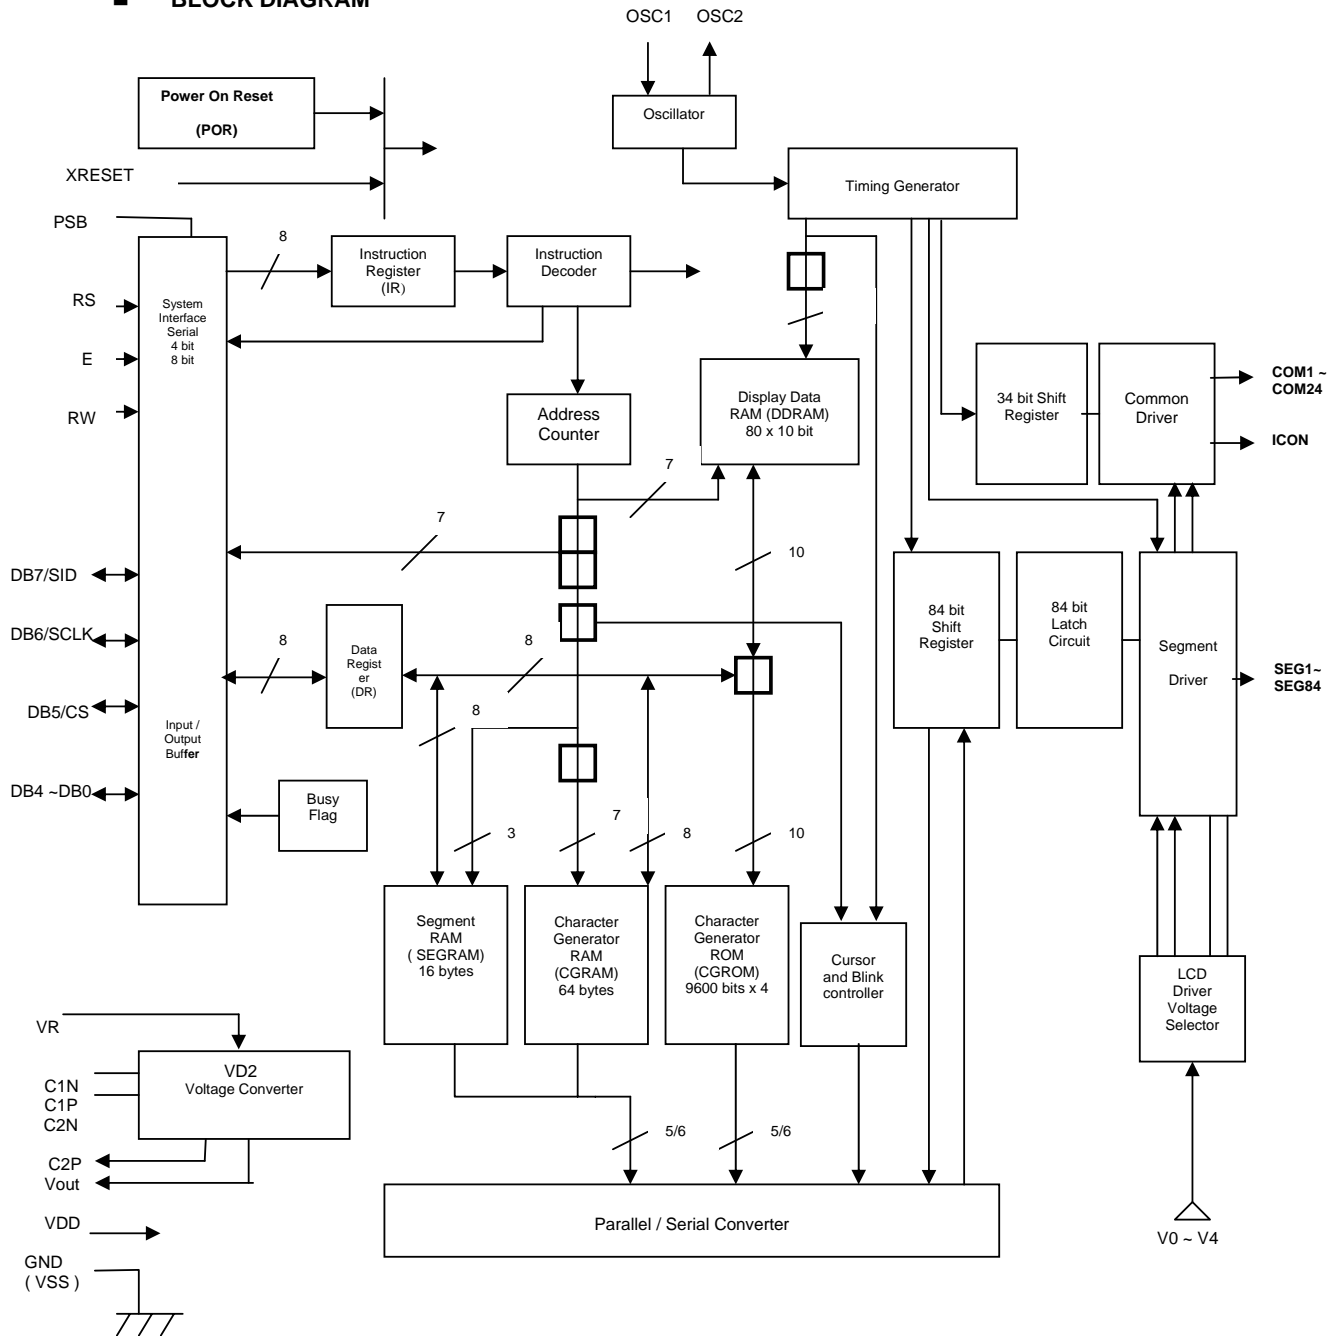 ■ BLOCK DIAGRAM
OSC1 OSC2
Power On Reset
(POR)
Oscillator
XRESET
Timing Generator
PSB
8
Instruction
Register
(IR)
Instruction
Decoder
RS
System
Interface
Serial
4 bit
8 bit
E
RW
Address
Counter
Display Data
RAM (DDRAM)
80 x 10 bit
34 bit Shift
Register
Common
Driver
COM1 ~
COM24
ICON
7
7
10
DB7/SID
DB6/SCLK
8
Data
Regist
er
(DR)
8
8
84 bit
Shift
Register
84 bit
Latch
Circuit
Segment
Driver
SEG1~
SEG84
DB5/CS
Input /
Output
Buffer
DB4 ~DB0
Busy
Flag
3
7
8
10
Segment
RAM
( SEGRAM)
16 bytes
Character
Generator
RAM
(CGRAM)
64 bytes
Character
Generator
ROM
(CGROM)
9600 bits x 4
Cursor
and Blink
controller
LCD
Driver
Voltage
Selector
VR
VD2
Voltage Converter
C1N
C1P
C2N
C2P
Vout
5/6
5/6
Parallel / Serial Converter
V0 ~ V4
VDD
GND
( VSS )